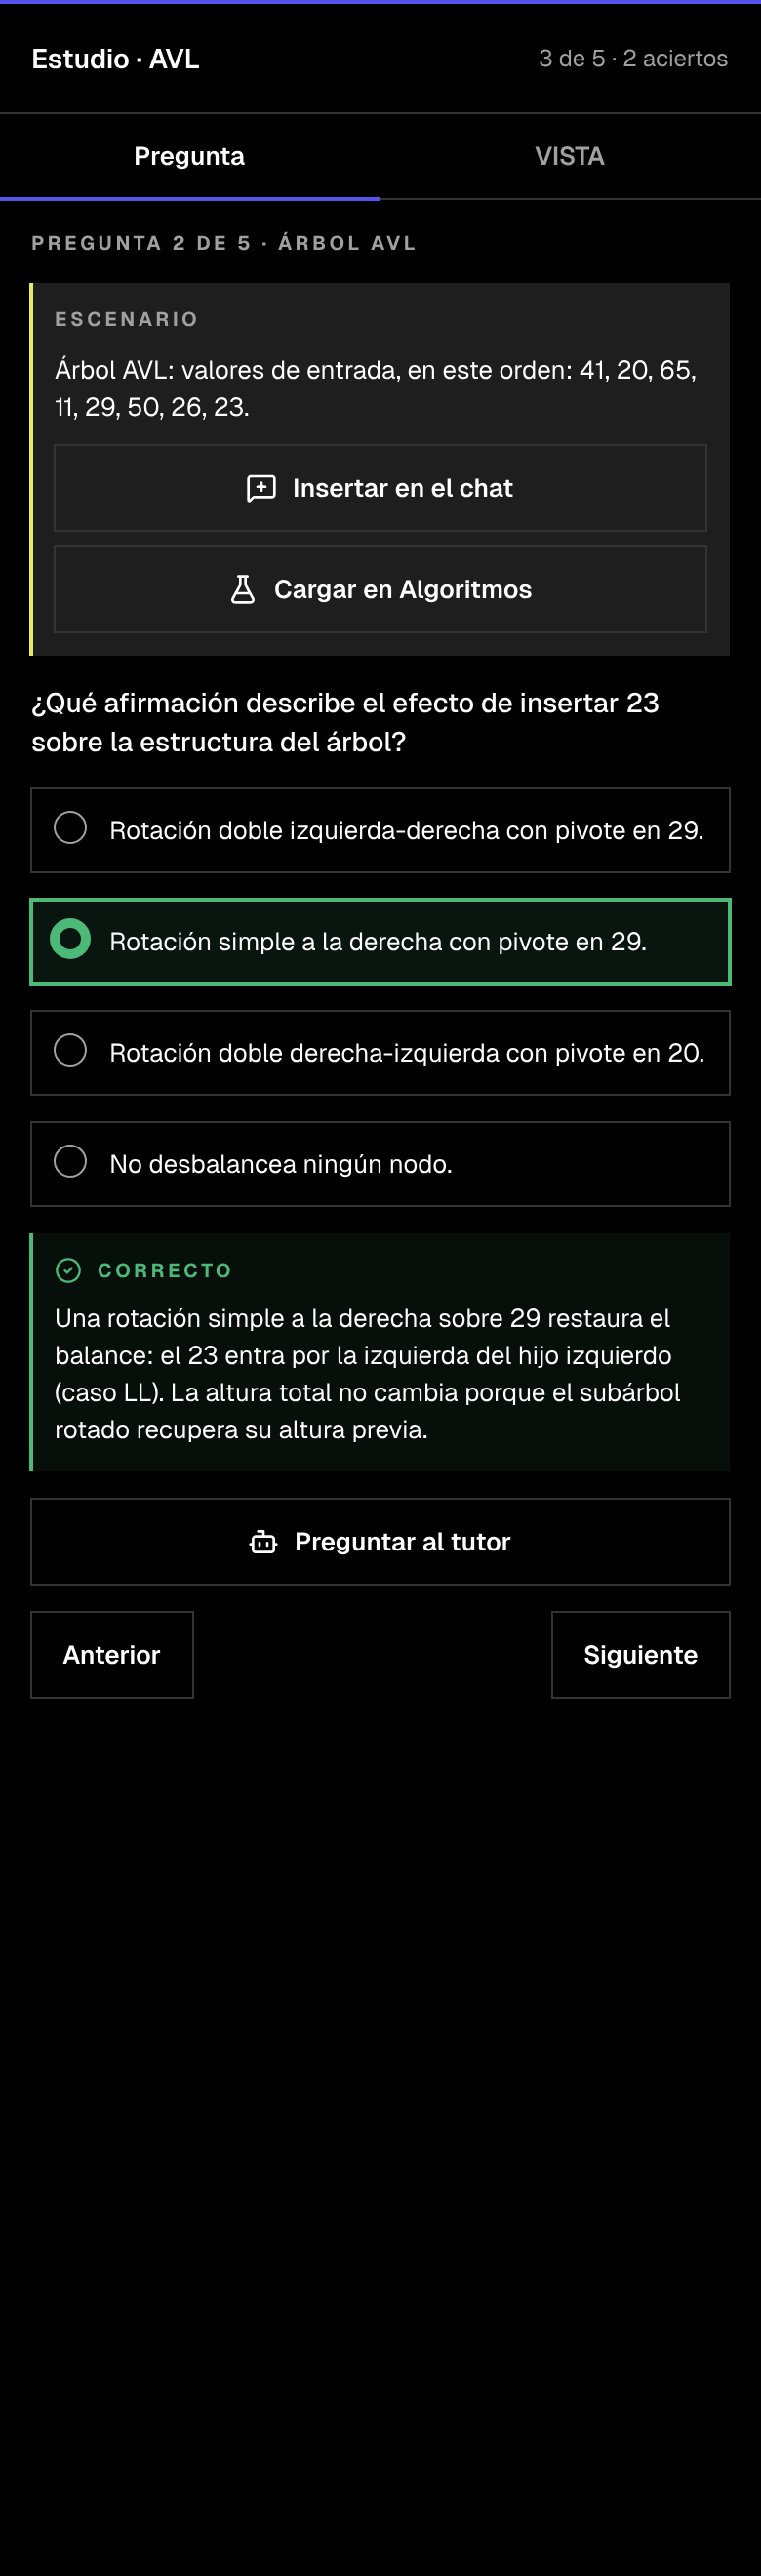 Estudio · AVL
3 de 5 · 2 aciertos
Pregunta
VISTA
PREGUNTA 2 DE 5 · ÁRBOL AVL
ESCENARIO
Árbol AVL: valores de entrada, en este orden: 41, 20, 65,
11, 29, 50, 26, 23.
Insertar en el chat
Cargar en Algoritmos
¿Qué afirmación describe el efecto de insertar 23
sobre la estructura del árbol?
Rotación doble izquierda-derecha con pivote en 29.
Rotación simple a la derecha con pivote en 29.
Rotación doble derecha-izquierda con pivote en 20.
No desbalancea ningún nodo.
CORRECTO
Una rotación simple a la derecha sobre 29 restaura el
balance: el 23 entra por la izquierda del hijo izquierdo
(caso LL). La altura total no cambia porque el subárbol
rotado recupera su altura previa.
Preguntar al tutor
Anterior
Siguiente